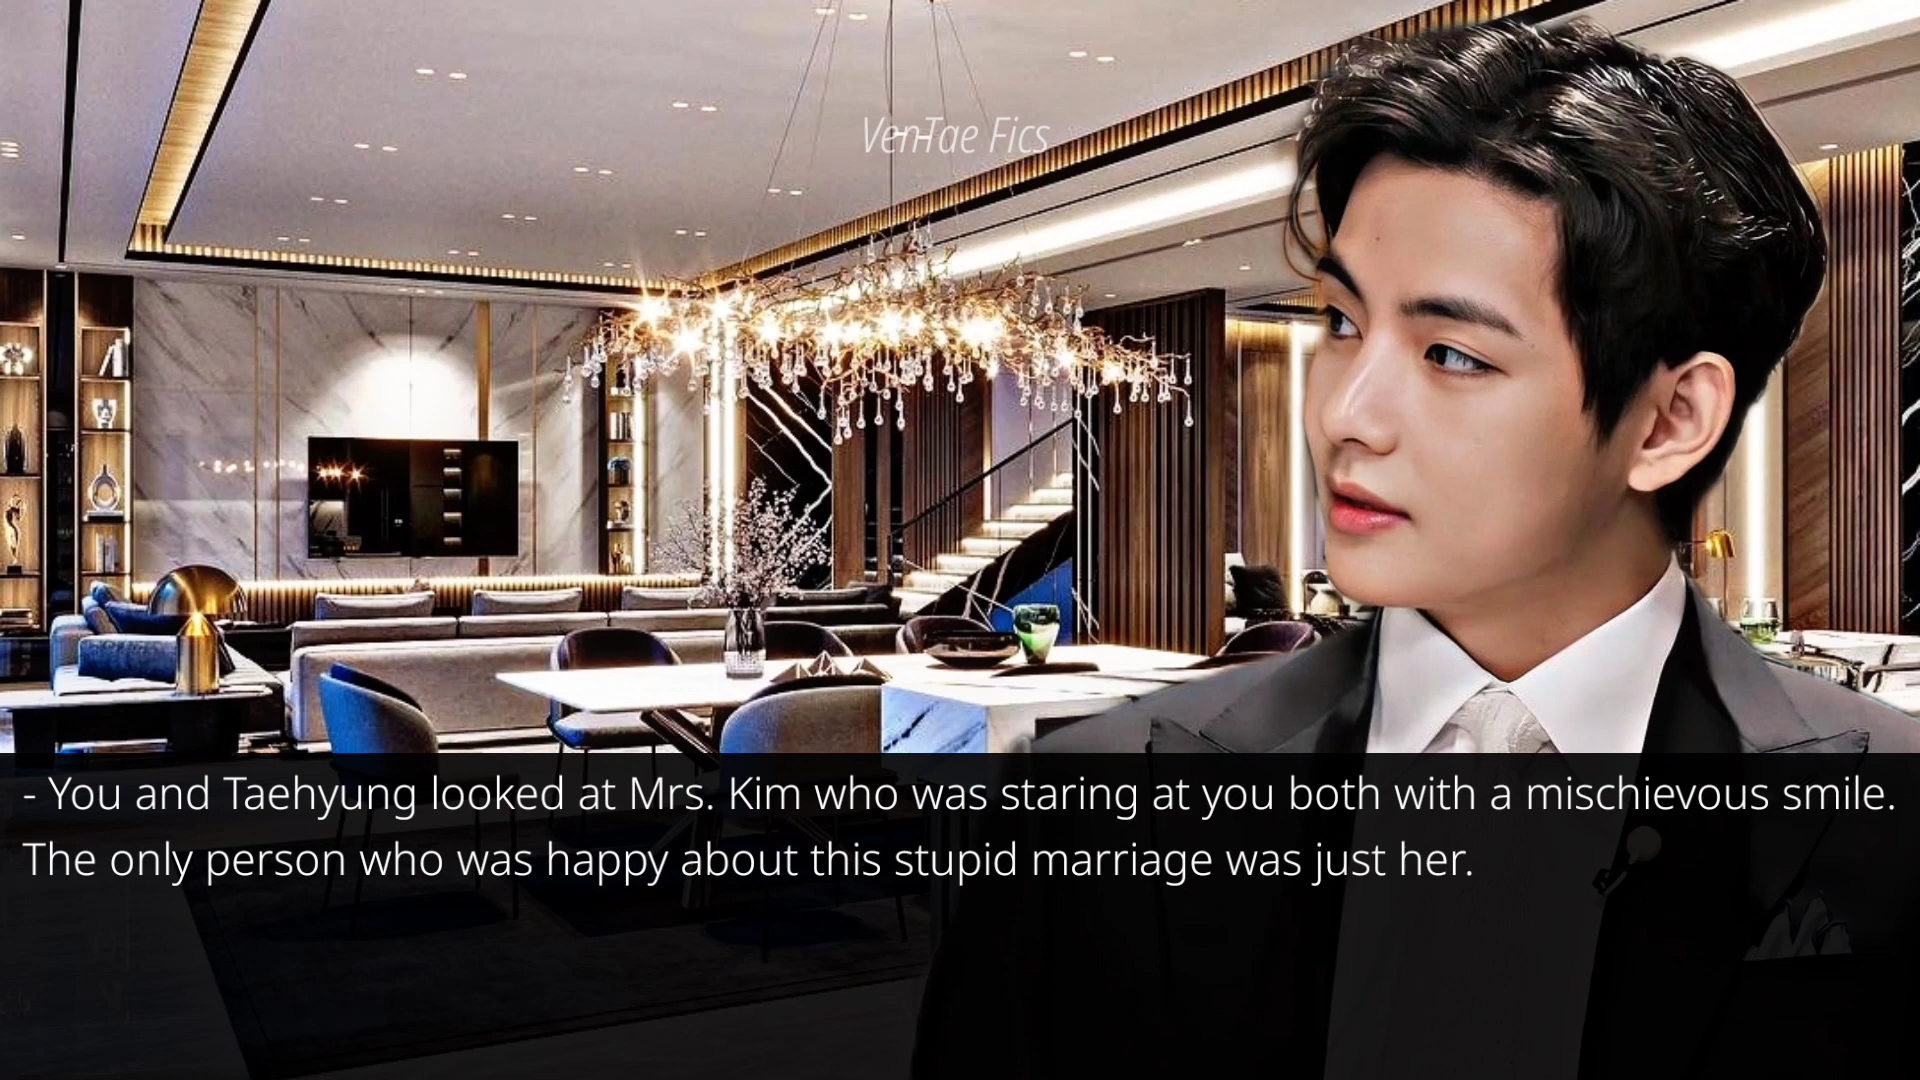 VenTae Fics
- You and Taehyung looked at Mrs. Kim who was staring at you both with a mischievous smile.
The only person who was happy about this stupid marriage was just her.